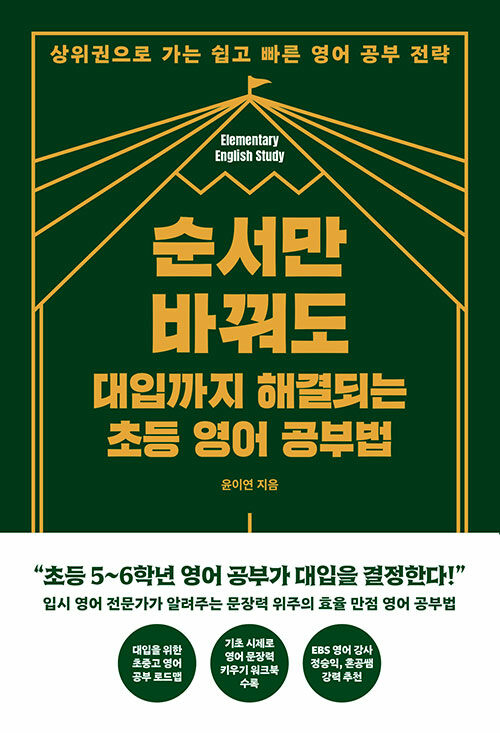 상위권으로 가는 쉽고 빠른 영어 공부 전략
Elementary
English Study
순서만
바꿔도
대입까지 해결되는
초등 영어 공부법
윤이연 지음
“초등 5~6학년 영어 공부가 대입을 결정한다!”
입시 영어 전문가가 알려주는 문장력 위주의 효율 만점 영어 공부법
대입을 위한
초중고 영어
공부 로드맵
기초 시제로
영어 문장력
키우기 워크북
수록
EBS 영어 강사
정승익, 혼공쌤
강력 추천